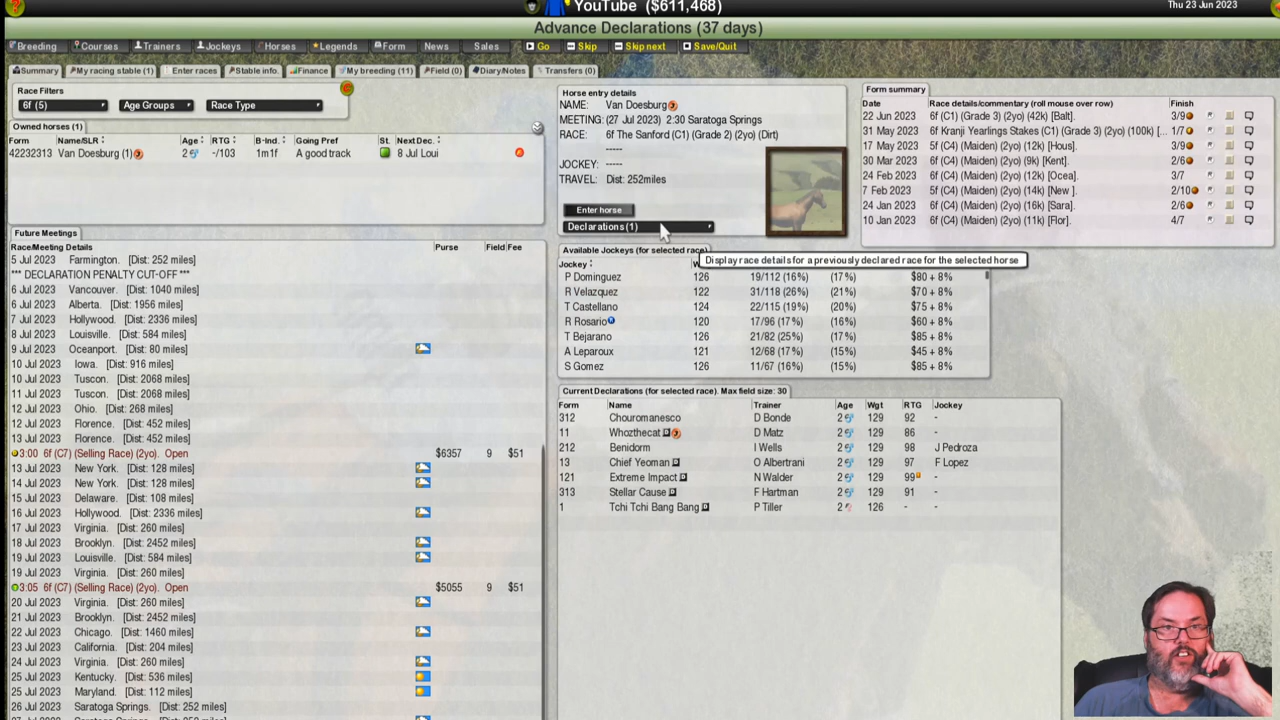 YouTube ($611,468)
Thu 23 Jun 2023
Advance Declarations (37 days)
Breeding Courses Trainers Jockeys Horses Legends Form News Sales Go Skip Skip next Save/Quit
Summary My racing stable (1) Enter races Stable info. Finance My breeding (11) Field (0) Diary/Notes Transfers (0)
Race Filters
6f (5) Age Groups Race Type
Owned horses (1)
Form Name/SLR Age RTG B-Ind. Going Pref St. Next Dec.
42232313 Van Doesburg (1) 2 -/103 1m1f A good track 8 Jul Loui
Future Meetings
Race/Meeting Details Purse Field Fee
5 Jul 2023 Farmington. [Dist: 252 miles]
*** DECLARATION PENALTY CUT-OFF ***
6 Jul 2023 Vancouver. [Dist: 1040 miles]
6 Jul 2023 Alberta. [Dist: 1956 miles]
7 Jul 2023 Hollywood. [Dist: 2336 miles]
8 Jul 2023 Louisville. [Dist: 584 miles]
9 Jul 2023 Oceanport. [Dist: 80 miles]
10 Jul 2023 Iowa. [Dist: 916 miles]
10 Jul 2023 Tuscon. [Dist: 2068 miles]
11 Jul 2023 Tuscon. [Dist: 2068 miles]
12 Jul 2023 Ohio. [Dist: 268 miles]
12 Jul 2023 Florence. [Dist: 452 miles]
13 Jul 2023 Florence. [Dist: 452 miles]
3:00 6f (C7) (Selling Race) (2yo). Open $6357 9 $51
13 Jul 2023 New York. [Dist: 128 miles]
14 Jul 2023 New York. [Dist: 128 miles]
15 Jul 2023 Delaware. [Dist: 108 miles]
16 Jul 2023 Hollywood. [Dist: 2336 miles]
17 Jul 2023 Virginia. [Dist: 260 miles]
18 Jul 2023 Brooklyn. [Dist: 2452 miles]
19 Jul 2023 Louisville. [Dist: 584 miles]
19 Jul 2023 Virginia. [Dist: 260 miles]
3:05 6f (C7) (Selling Race) (2yo). Open $5055 9 $51
20 Jul 2023 Virginia. [Dist: 260 miles]
21 Jul 2023 Brooklyn. [Dist: 2452 miles]
22 Jul 2023 Chicago. [Dist: 1460 miles]
23 Jul 2023 California. [Dist: 204 miles]
24 Jul 2023 Virginia. [Dist: 260 miles]
25 Jul 2023 Kentucky. [Dist: 536 miles]
25 Jul 2023 Maryland. [Dist: 112 miles]
26 Jul 2023 Saratoga Springs. [Dist: 252 miles]
Horse entry details
NAME: Van Doesburg
MEETING: (27 Jul 2023) 2:30 Saratoga Springs
RACE: 6f The Sanford (C1) (Grade 2) (2yo) (Dirt)
-----
JOCKEY: -----
TRAVEL: Dist: 252miles
Enter horse
Declarations (1)
Display race details for a previously declared race for the selected horse
Available Jockeys (for selected race)
Jockey
P Dominguez 126 19/112 (16%) (17%) $80 + 8%
R Velazquez 122 31/118 (26%) (21%) $70 + 8%
T Castellano 124 22/115 (19%) (20%) $75 + 8%
R Rosario 120 17/96 (17%) (16%) $60 + 8%
T Bejarano 126 21/82 (25%) (17%) $85 + 8%
A Leparoux 121 12/68 (17%) (15%) $45 + 8%
S Gomez 126 11/67 (16%) (15%) $85 + 8%
Current Declarations (for selected race). Max field size: 30
Form Name Trainer Age Wgt RTG Jockey
312 Chouromanesco D Bonde 2 129 92 -
11 Whozthecat D Matz 2 129 86 -
212 Benidorm I Wells 2 129 98 J Pedroza
13 Chief Yeoman O Albertrani 2 129 97 F Lopez
121 Extreme Impact N Walder 2 129 99 -
313 Stellar Cause F Hartman 2 129 91 -
1 Tchi Tchi Bang Bang P Tiller 2 126 - -
Form summary
Date Race details/commentary (roll mouse over row) Finish
22 Jun 2023 6f (C1) (Grade 3) (2yo) (42k) [Balt]. 3/9
31 May 2023 6f Kranji Yearlings Stakes (C1) (Grade 3) (2yo) (100k) [... 1/7
17 May 2023 5f (C4) (Maiden) (2yo) (9k) [Hous]. 3/9
30 Mar 2023 6f (C4) (Maiden) (2yo) (9k) [Kent]. 2/6
24 Feb 2023 6f (C4) (Maiden) (2yo) (12k) [Ocea]. 3/7
7 Feb 2023 5f (C4) (Maiden) (2yo) (14k) [New ]. 2/10
24 Jan 2023 6f (C4) (Maiden) (2yo) (16k) [Sara]. 2/6
10 Jan 2023 6f (C4) (Maiden) (2yo) (11k) [Flor]. 4/7